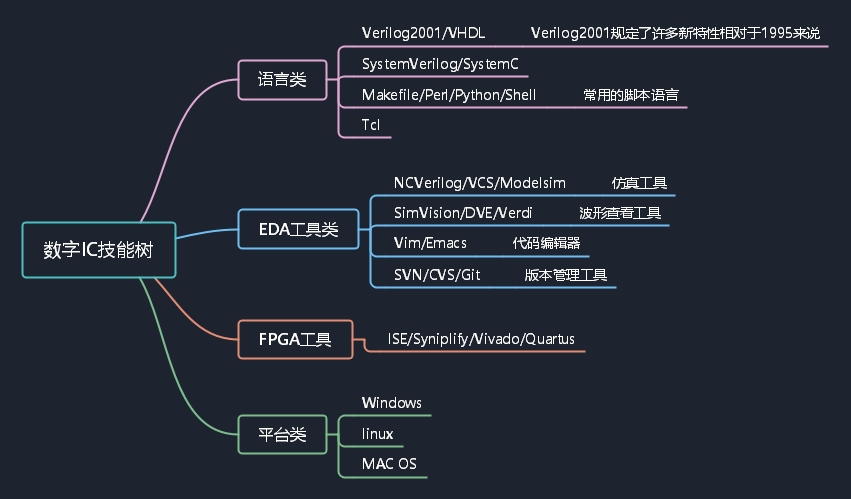 数字IC技能树
语言类
Verilog2001/VHDL Verilog2001规定了许多新特性相对于1995来说
SystemVerilog/SystemC
Makefile/Perl/Python/Shell 常用的脚本语言
Tcl
EDA工具类
NCVerilog/VCS/Modelsim 仿真工具
SimVision/DVE/Verdi 波形查看工具
Vim/Emacs 代码编辑器
SVN/CVS/Git 版本管理工具
FPGA工具
ISE/Syniplify/Vivado/Quartus
平台类
Windows
linux
MAC OS